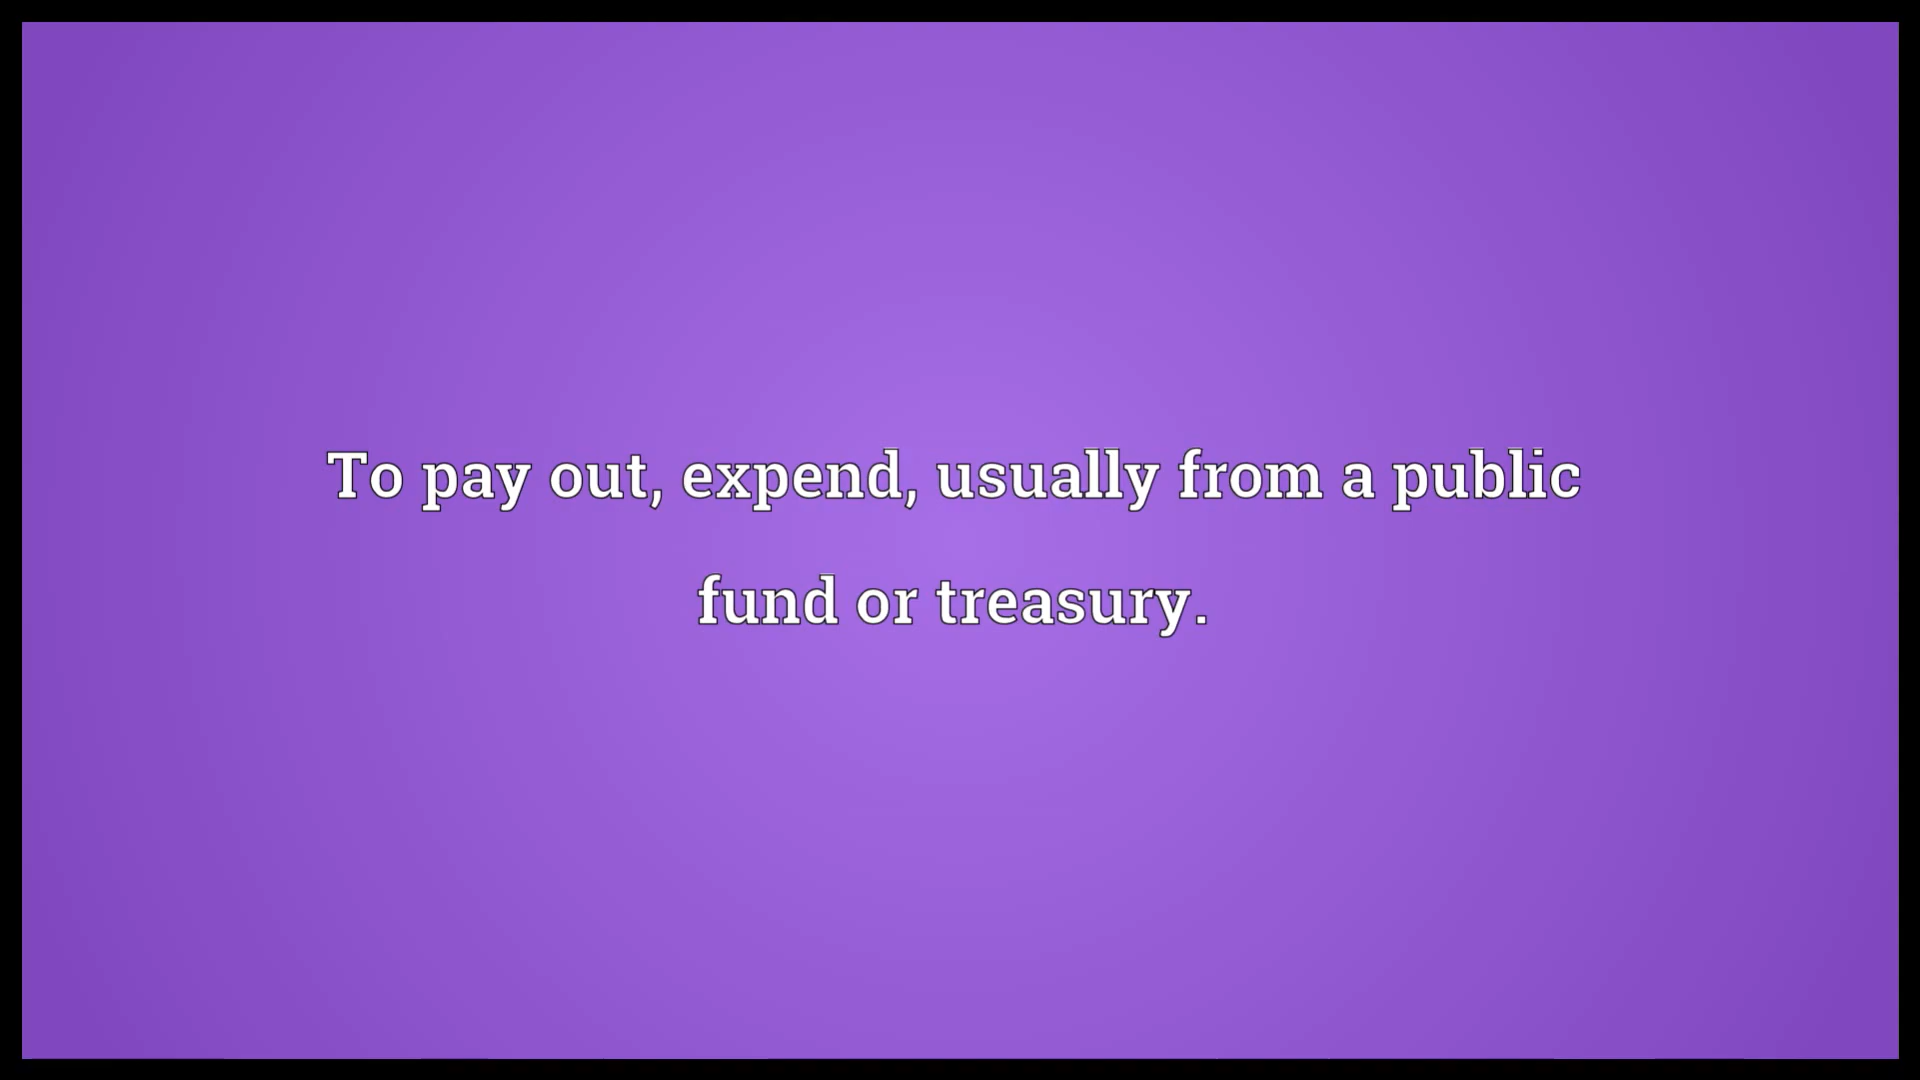 To pay out, expend, usually from a public
fund or treasury.